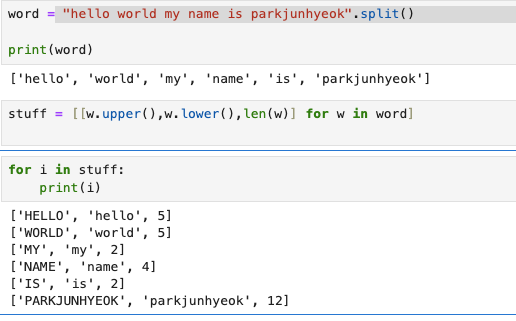 word = "hello world my name is parkjunhyeok".split()
print(word)
['hello', 'world', 'my', 'name', 'is', 'parkjunhyeok']
stuff = [[w.upper(),w.lower(),len(w)] for w in word]
for i in stuff:
    print(i)
['HELLO', 'hello', 5]
['WORLD', 'world', 5]
['MY', 'my', 2]
['NAME', 'name', 4]
['IS', 'is', 2]
['PARKJUNHYEOK', 'parkjunhyeok', 12]